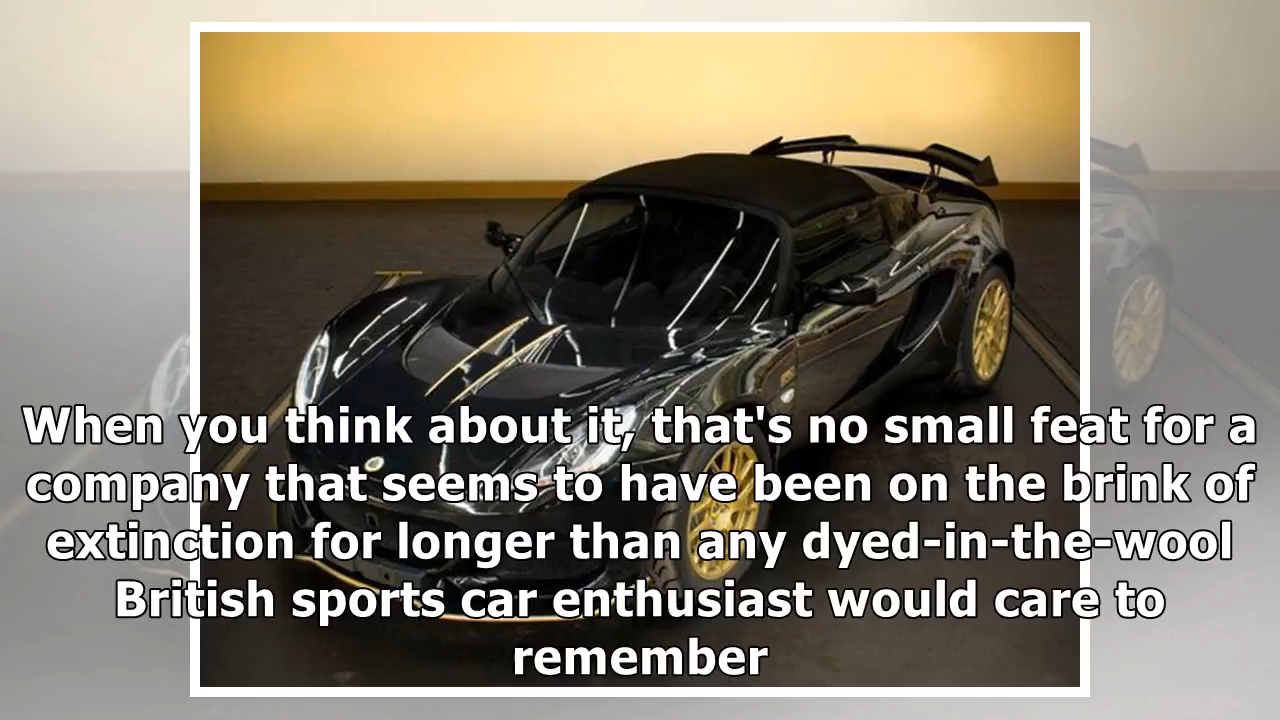 When you think about it, that's no small feat for a
company that seems to have been on the brink of
extinction for longer than any dyed-in-the-wool
British sports car enthusiast would care to
remember